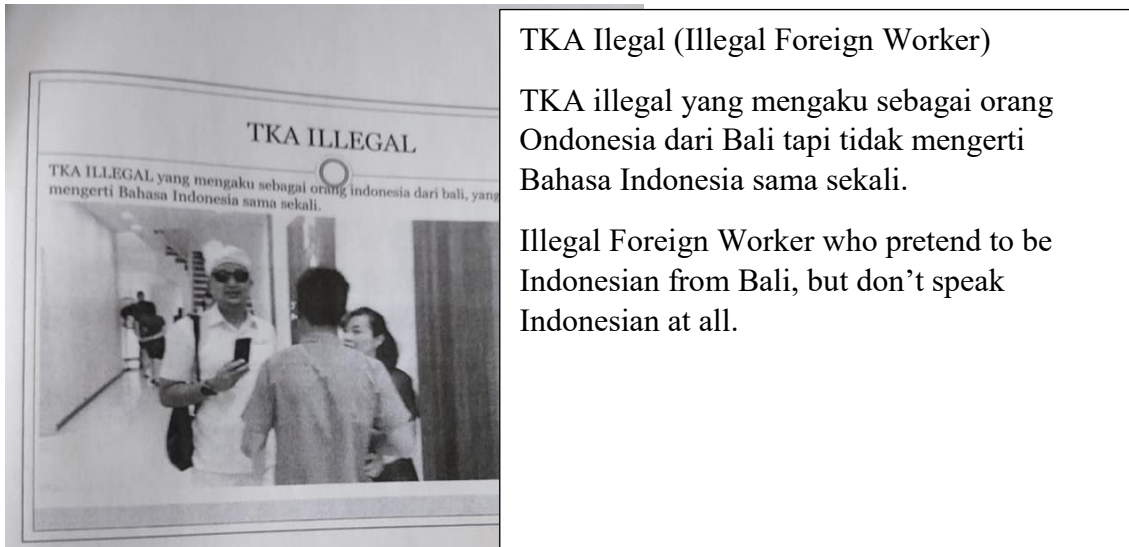 TKA ILLEGAL
TKA ILLEGAL yang mengaku sebagai orang indonesia dari bali, yang
mengerti Bahasa Indonesia sama sekali.
TKA Ilegal (Illegal Foreign Worker)
TKA illegal yang mengaku sebagai orang
Ondonesia dari Bali tapi tidak mengerti
Bahasa Indonesia sama sekali.
Illegal Foreign Worker who pretend to be
Indonesian from Bali, but don’t speak
Indonesian at all.